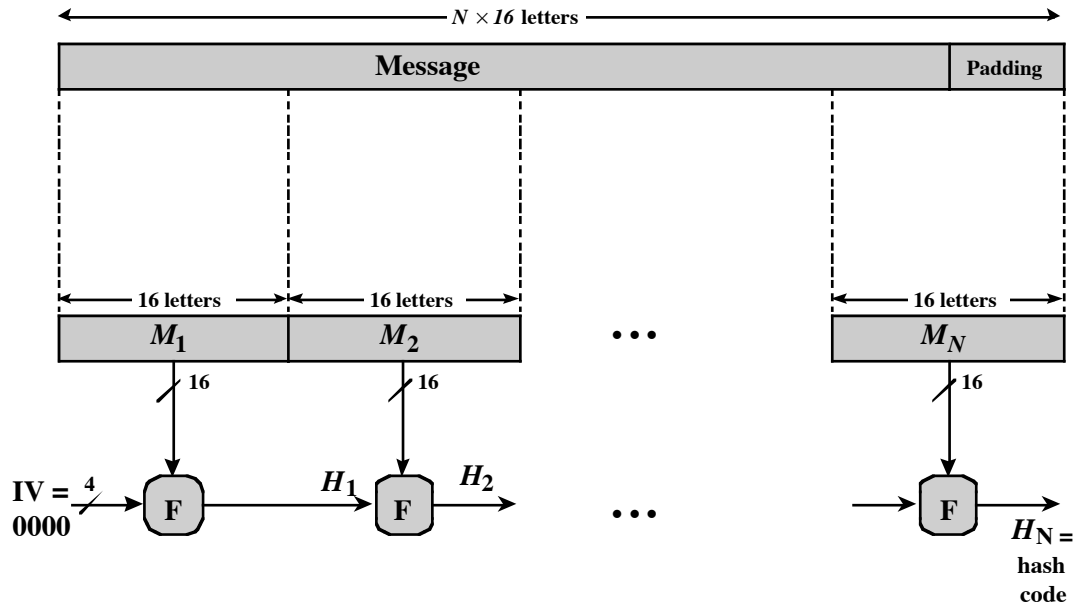 N × 16 letters
Message
Padding
16 letters
16 letters
16 letters
M1
M2
• • •
MN
16
16
16
IV =
0000
4
F
H1
F
H2
• • •
F
HN =
hash
code